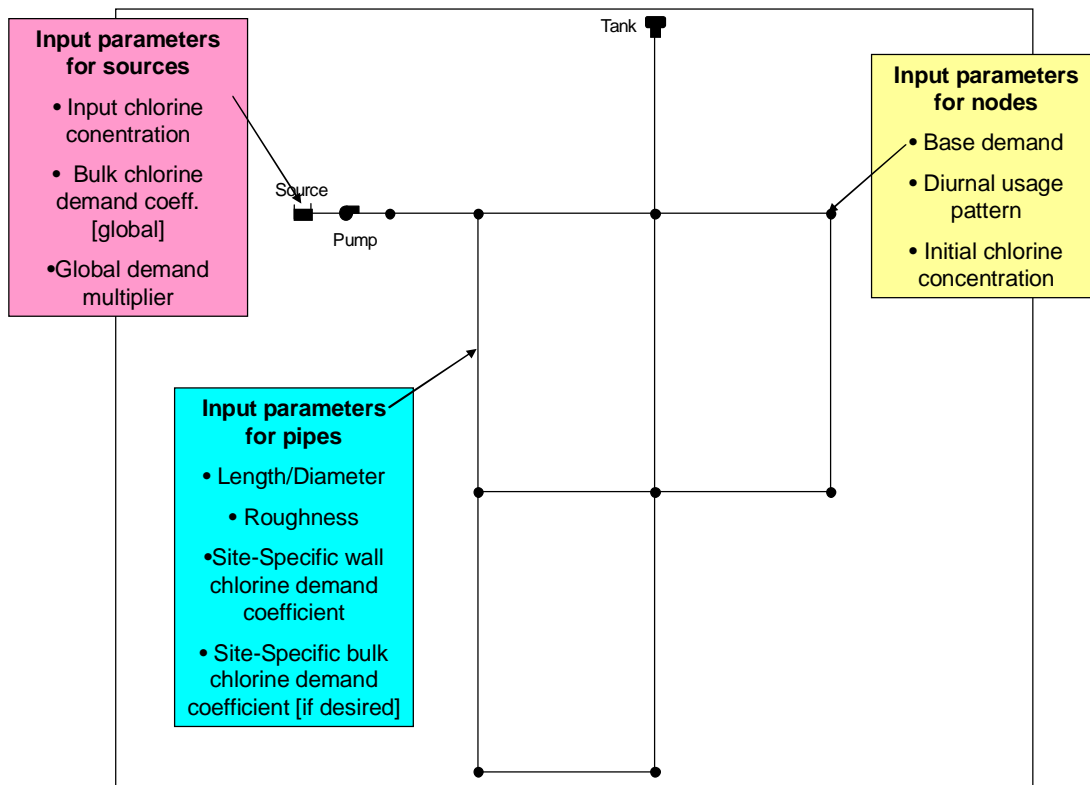 Input parameters
for sources
• Input chlorine
conentration
• Bulk chlorine
demand coeff.
[global]
•Global demand
multiplier
Tank
Input parameters
for nodes
• Base demand
• Diurnal usage
pattern
• Initial chlorine
concentration
Source
Pump
Input parameters
for pipes
• Length/Diameter
• Roughness
•Site-Specific wall
chlorine demand
coefficient
• Site-Specific bulk
chlorine demand
coefficient [if desired]